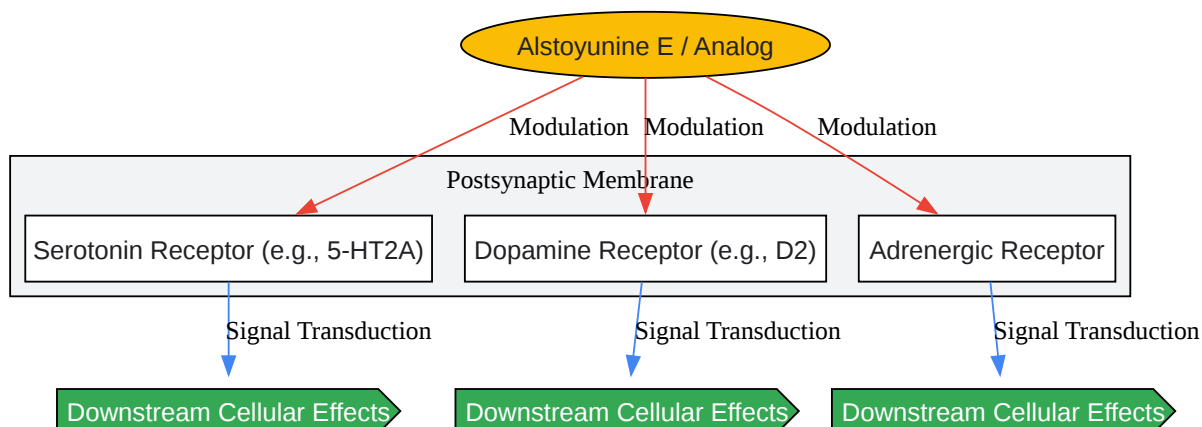 Alstoyunine E / Analog
Modulation Modulation Modulation
Postsynaptic Membrane
Serotonin Receptor (e.g., 5-HT2A) Dopamine Receptor (e.g., D2) Adrenergic Receptor
Signal Transduction Signal Transduction Signal Transduction
Downstream Cellular Effects Downstream Cellular Effects Downstream Cellular Effects